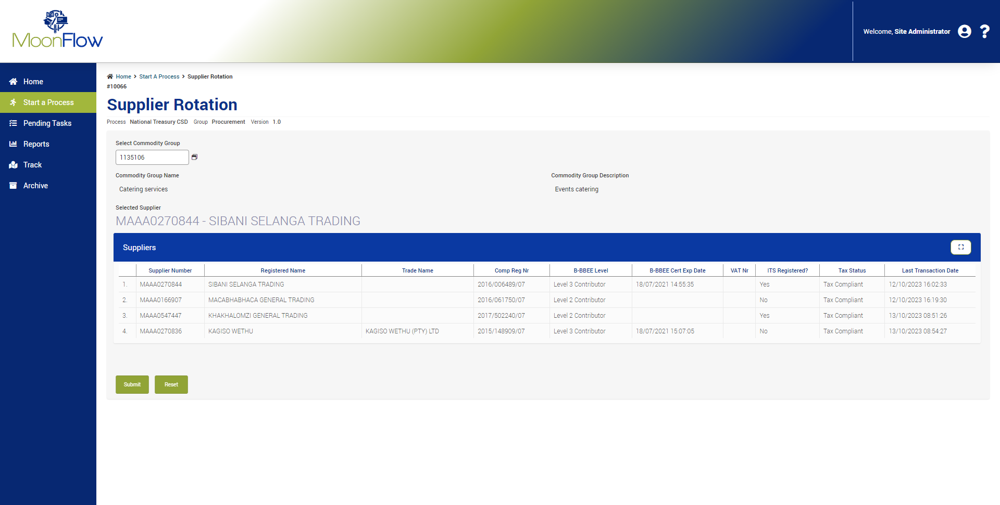 MoonFlow
Welcome, Site Administrator
?
Home
Start a Process
Pending Tasks
Reports
Track
Archive
Home > Start A Process > Supplier Rotation
#10066
Supplier Rotation
Process National Treasury CSD Group Procurement Version 1.0
Select Commodity Group
1135106
Commodity Group Name Commodity Group Description
Catering services Events catering
Selected Supplier
MAAA0270844 - SIBANI SELANGA TRADING
Suppliers
Supplier Number Registered Name Trade Name Comp Reg Nr B-BBEE Level B-BBEE Cert Exp Date VAT Nr ITS Registered? Tax Status Last Transaction Date
1. MAAA0270844 SIBANI SELANGA TRADING 2016/006489/07 Level 3 Contributor 18/07/2021 14:55:35 Yes Tax Compliant 12/10/2023 16:02:33
2. MAAA0166907 MACABHABHACA GENERAL TRADING 2016/061750/07 Level 2 Contributor No Tax Compliant 12/10/2023 16:19:30
3. MAAA0547447 KHAKHALOMZI GENERAL TRADING 2017/502240/07 Level 2 Contributor Yes Tax Compliant 13/10/2023 08:51:26
4. MAAA0270836 KAGISO WETHU KAGISO WETHU (PTY) LTD 2015/148909/07 Level 3 Contributor 18/07/2021 15:07:05 No Tax Compliant 13/10/2023 08:54:27
Submit Reset